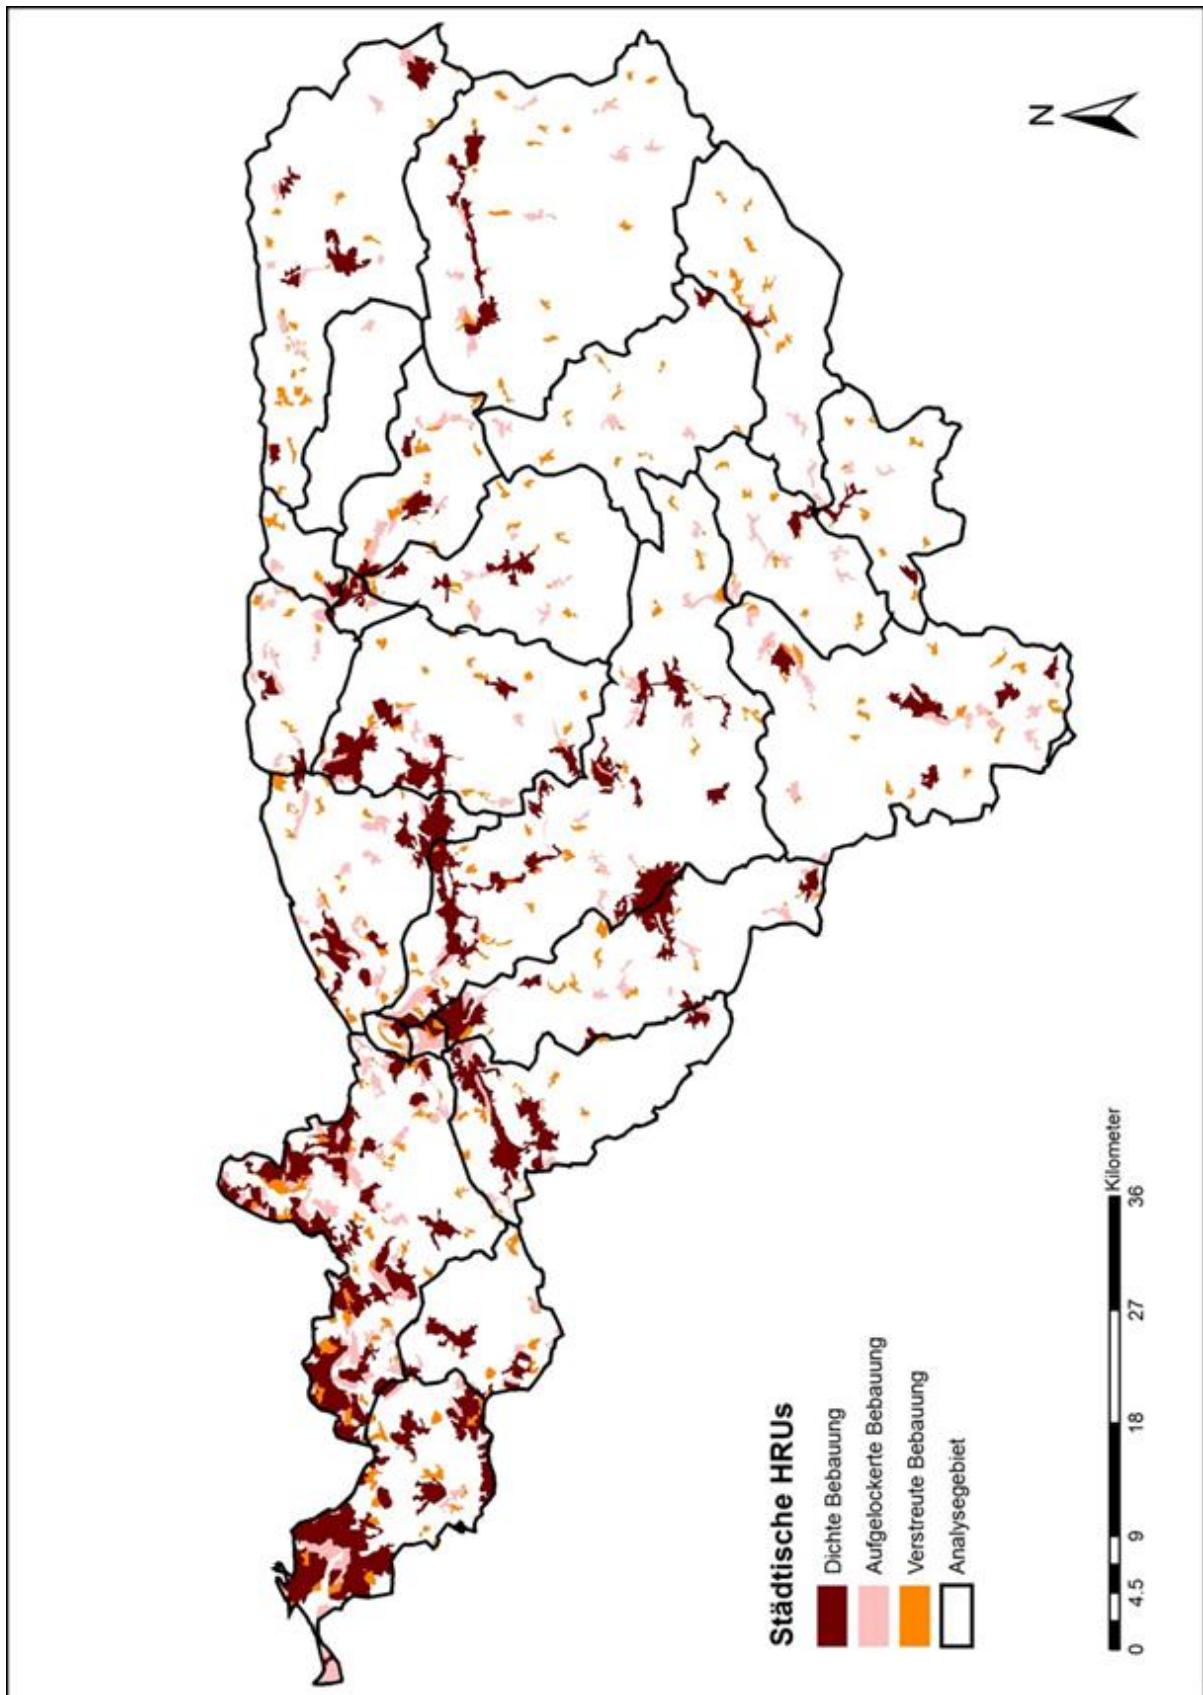 N
Städtische HRUs
Dichte Bebauung
Aufgelockerte Bebauung
Verstreute Bebauung
Analysegebiet
Kilometer
0 4.5 9 18 27 36